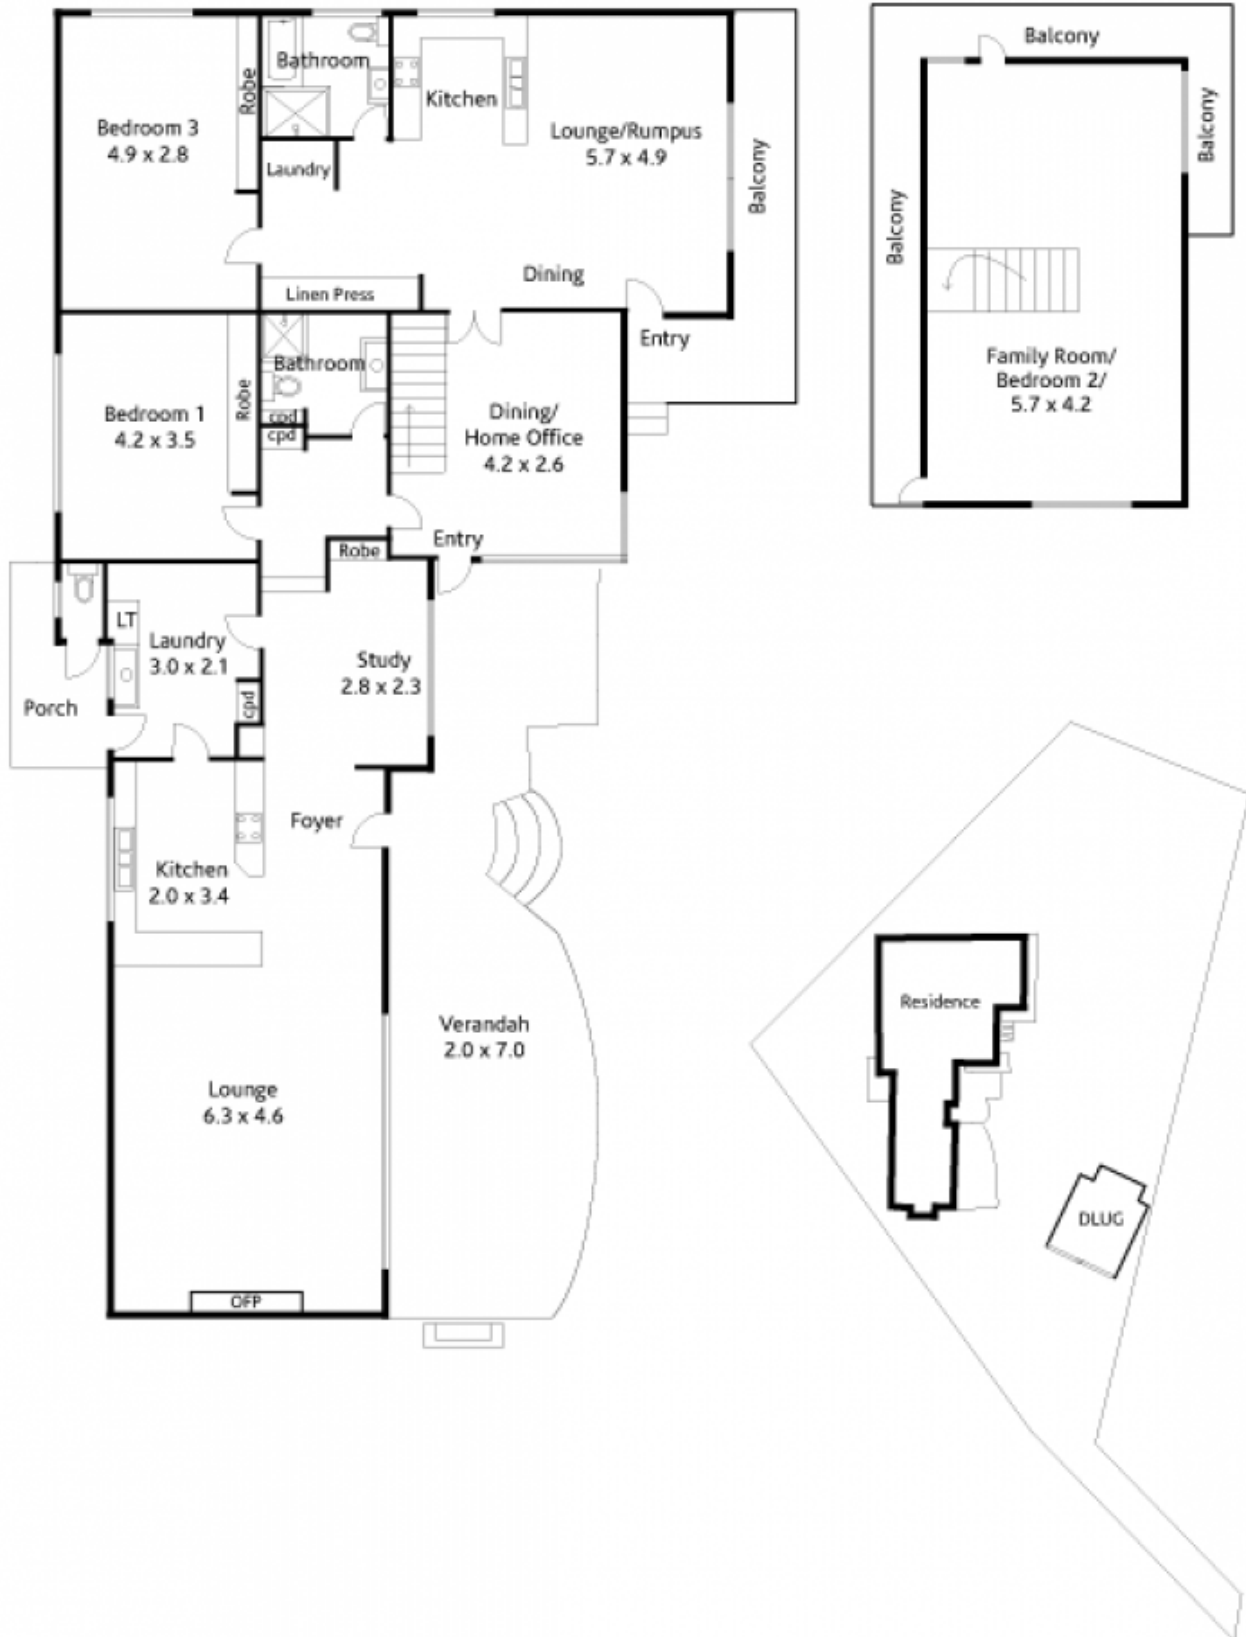 Bathroom
Robe
Kitchen
Bedroom 3
4.9 x 2.8
Lounge/Rumpus
5.7 x 4.9
Balcony
Laundry
Dining
Linen Press
Entry
Bathroom
Robe
Bedroom 1
4.2 x 3.5
cpd
cpd
Dining/
Home Office
4.2 x 2.6
Entry
Robe
LT
Laundry
3.0 x 2.1
Study
2.8 x 2.3
cpd
Porch
Foyer
Kitchen
2.0 x 3.4
Verandah
2.0 x 7.0
Lounge
6.3 x 4.6
OFP
Balcony
Balcony
Balcony
Family Room/
Bedroom 2/
5.7 x 4.2
Residence
DLUG